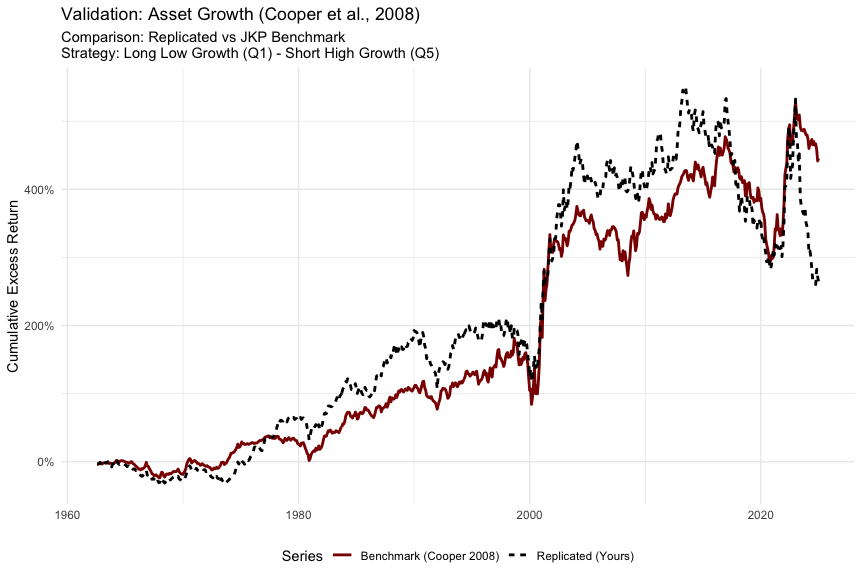 Validation: Asset Growth (Cooper et al., 2008)
Comparison: Replicated vs JKP Benchmark
Strategy: Long Low Growth (Q1) - Short High Growth (Q5)
Cumulative Excess Return
400%
200%
0%
1960
1980
2000
2020
Series
Benchmark (Cooper 2008)
Replicated (Yours)